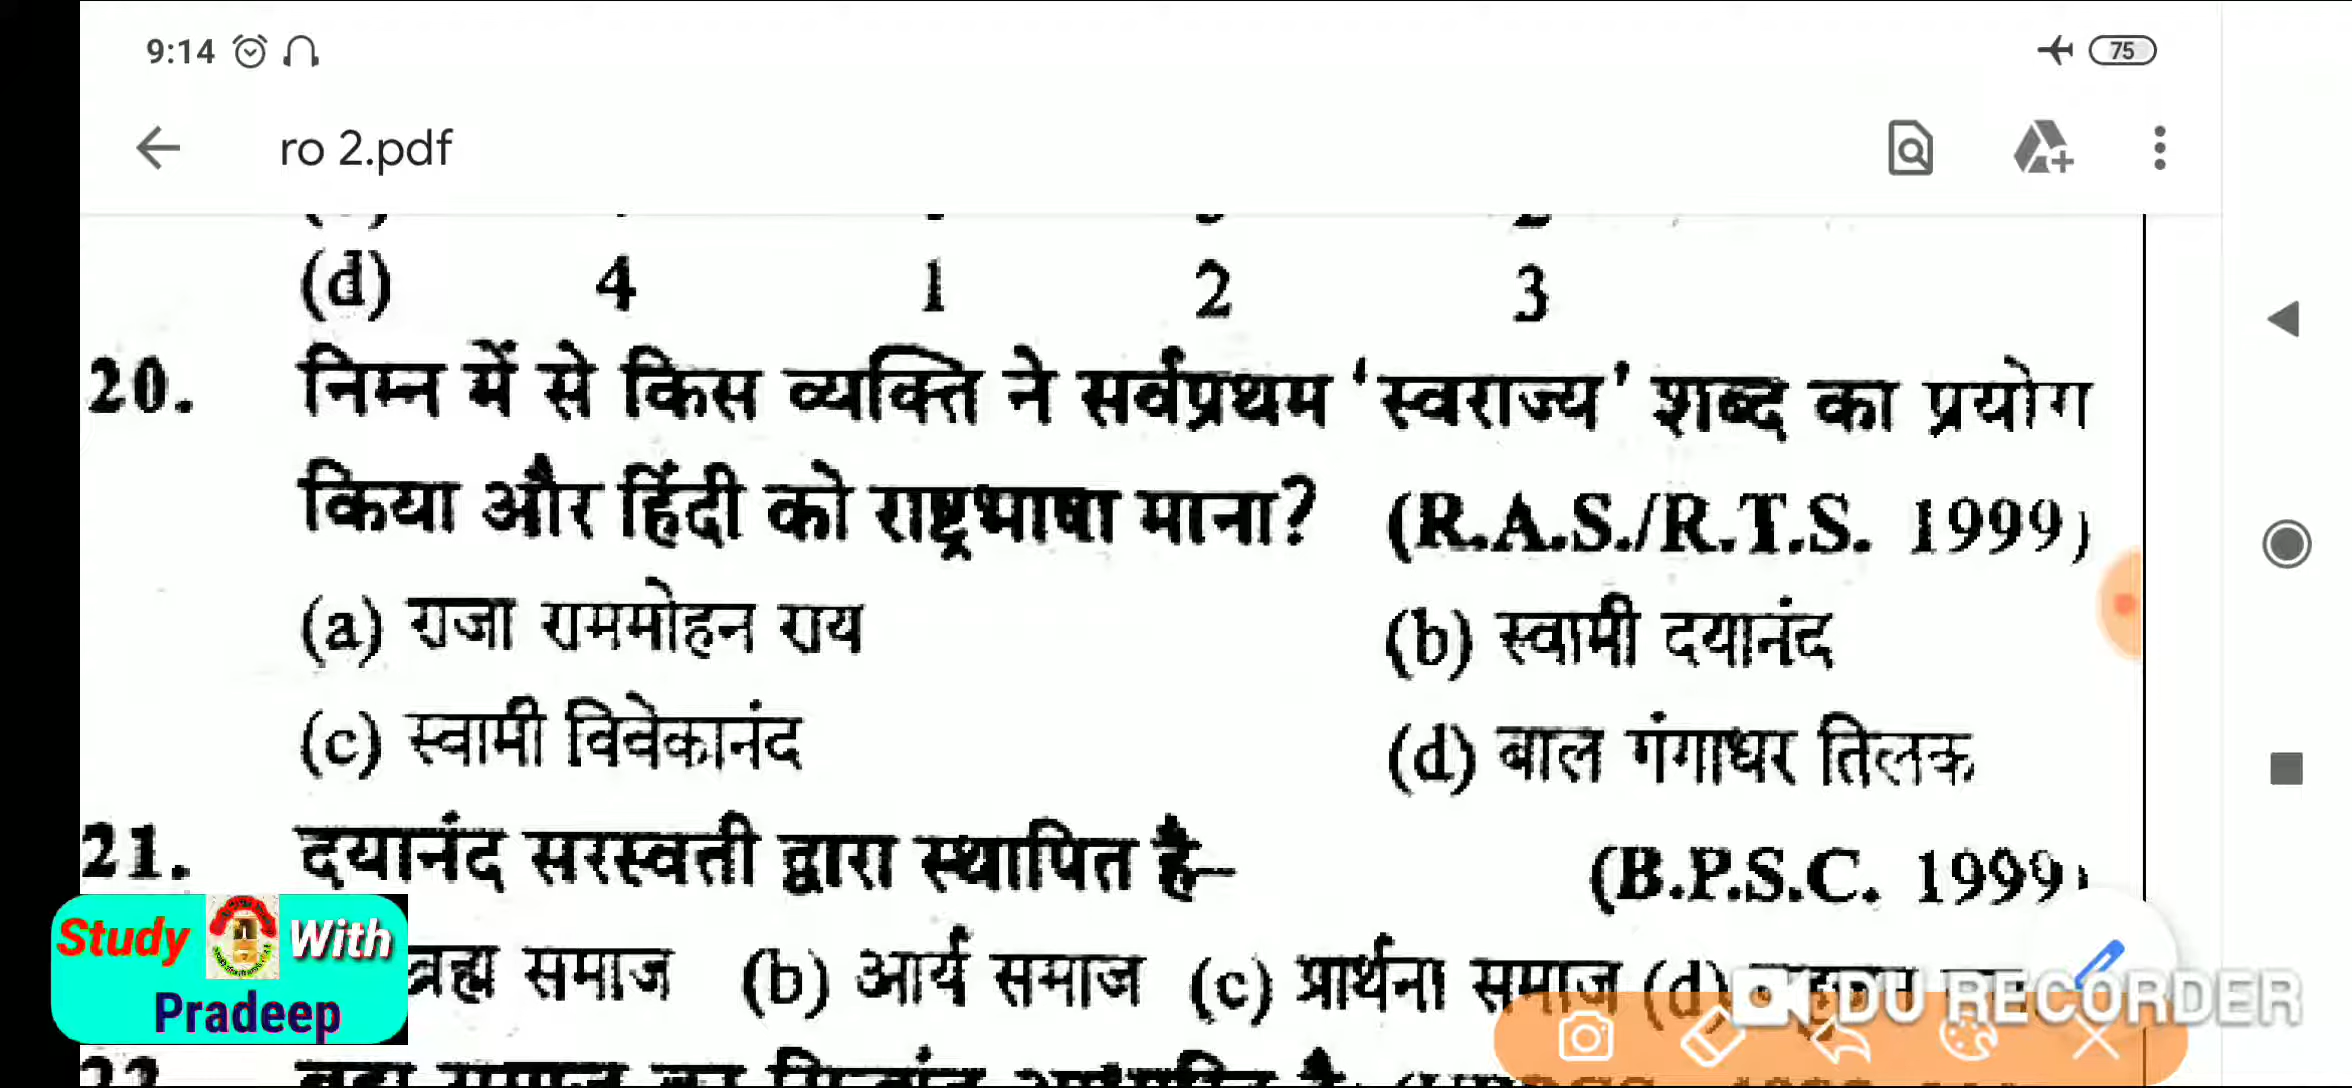 9:14
75
ro 2.pdf
(d) 4 1 2 3
20. निम्न में से किस व्यक्ति ने सर्वप्रथम 'स्वराज्य' शब्द का प्रयोग
किया और हिंदी को राष्ट्रभाषा माना? (R.A.S./R.T.S. 1999)
(a) राजा राममोहन राय (b) स्वामी दयानंद
(c) स्वामी विवेकानंद (d) बाल गंगाधर तिलक
21. दयानंद सरस्वती द्वारा स्थापित है– (B.P.S.C. 1999)
ब्रह्म समाज (b) आर्य समाज (c) प्रार्थना समाज (d)
Study With
Pradeep
DU RECORDER